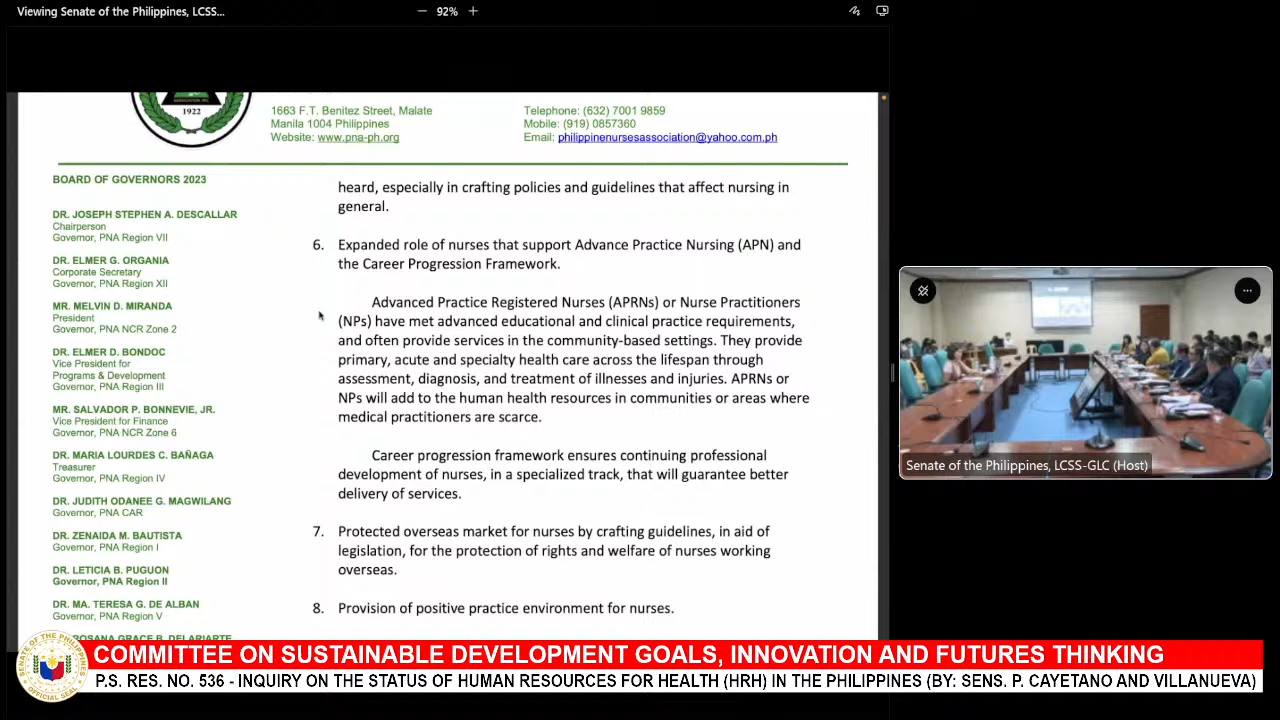 Viewing Senate of the Philippines, LCSS...
92%
ASSOCIATION, INC.
1922
1663 F.T. Benitez Street, Malate
Manila 1004 Philippines
Website: www.pna-ph.org
Telephone: (632) 7001 9859
Mobile: (919) 0857360
Email: philippinenursesassociation@yahoo.com.ph
BOARD OF GOVERNORS 2023
DR. JOSEPH STEPHEN A. DESCALLAR
Chairperson
Governor, PNA Region VII
DR. ELMER G. ORGANIA
Corporate Secretary
Governor, PNA Region XII
MR. MELVIN D. MIRANDA
President
Governor, PNA NCR Zone 2
DR. ELMER D. BONDOC
Vice President for
Programs & Development
Governor, PNA Region III
MR. SALVADOR P. BONNEVIE, JR.
Vice President for Finance
Governor, PNA NCR Zone 6
DR. MARIA LOURDES C. BAÑAGA
Treasurer
Governor, PNA Region IV
DR. JUDITH ODANEE G. MAGWILANG
Governor, PNA CAR
DR. ZENAIDA M. BAUTISTA
Governor, PNA Region I
DR. LETICIA B. PUGUON
Governor, PNA Region II
DR. MA. TERESA G. DE ALBAN
Governor, PNA Region V
ROSANA GRACE B. DELARIARTE
heard, especially in crafting policies and guidelines that affect nursing in
general.
6. Expanded role of nurses that support Advance Practice Nursing (APN) and
the Career Progression Framework.
Advanced Practice Registered Nurses (APRNs) or Nurse Practitioners
(NPs) have met advanced educational and clinical practice requirements,
and often provide services in the community-based settings. They provide
primary, acute and specialty health care across the lifespan through
assessment, diagnosis, and treatment of illnesses and injuries. APRNs or
NPs will add to the human health resources in communities or areas where
medical practitioners are scarce.
Career progression framework ensures continuing professional
development of nurses, in a specialized track, that will guarantee better
delivery of services.
7. Protected overseas market for nurses by crafting guidelines, in aid of
legislation, for the protection of rights and welfare of nurses working
overseas.
8. Provision of positive practice environment for nurses.
Senate of the Philippines, LCSS-GLC (Host)
SENATE OF THE PHILIPPINES
OFFICIAL SEAL
COMMITTEE ON SUSTAINABLE DEVELOPMENT GOALS, INNOVATION AND FUTURES THINKING
P.S. RES. NO. 536 - INQUIRY ON THE STATUS OF HUMAN RESOURCES FOR HEALTH (HRH) IN THE PHILIPPINES (BY: SENS. P. CAYETANO AND VILLANUEVA)